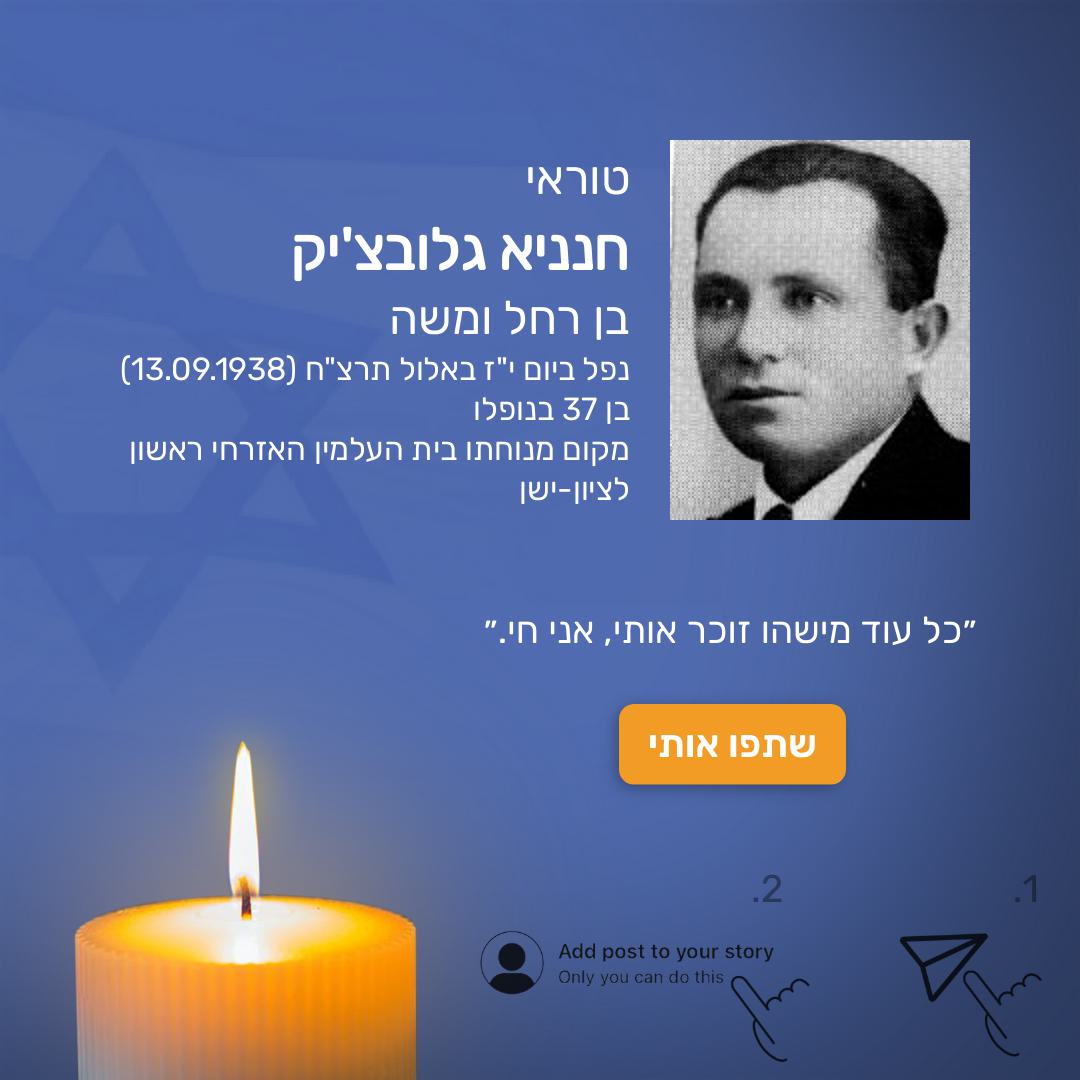 טוראי
חנניא גלובצ'יק
בן רחל ומשה
נפל ביום י"ז באלול תרצ"ח (13.09.1938)
בן 37 בנופלו
מקום מנוחתו בית העלמין האזרחי ראשון
לציון-ישן
״כל עוד מישהו זוכר אותי, אני חי.״
שתפו אותי
1.
2.
Add post to your story
Only you can do this